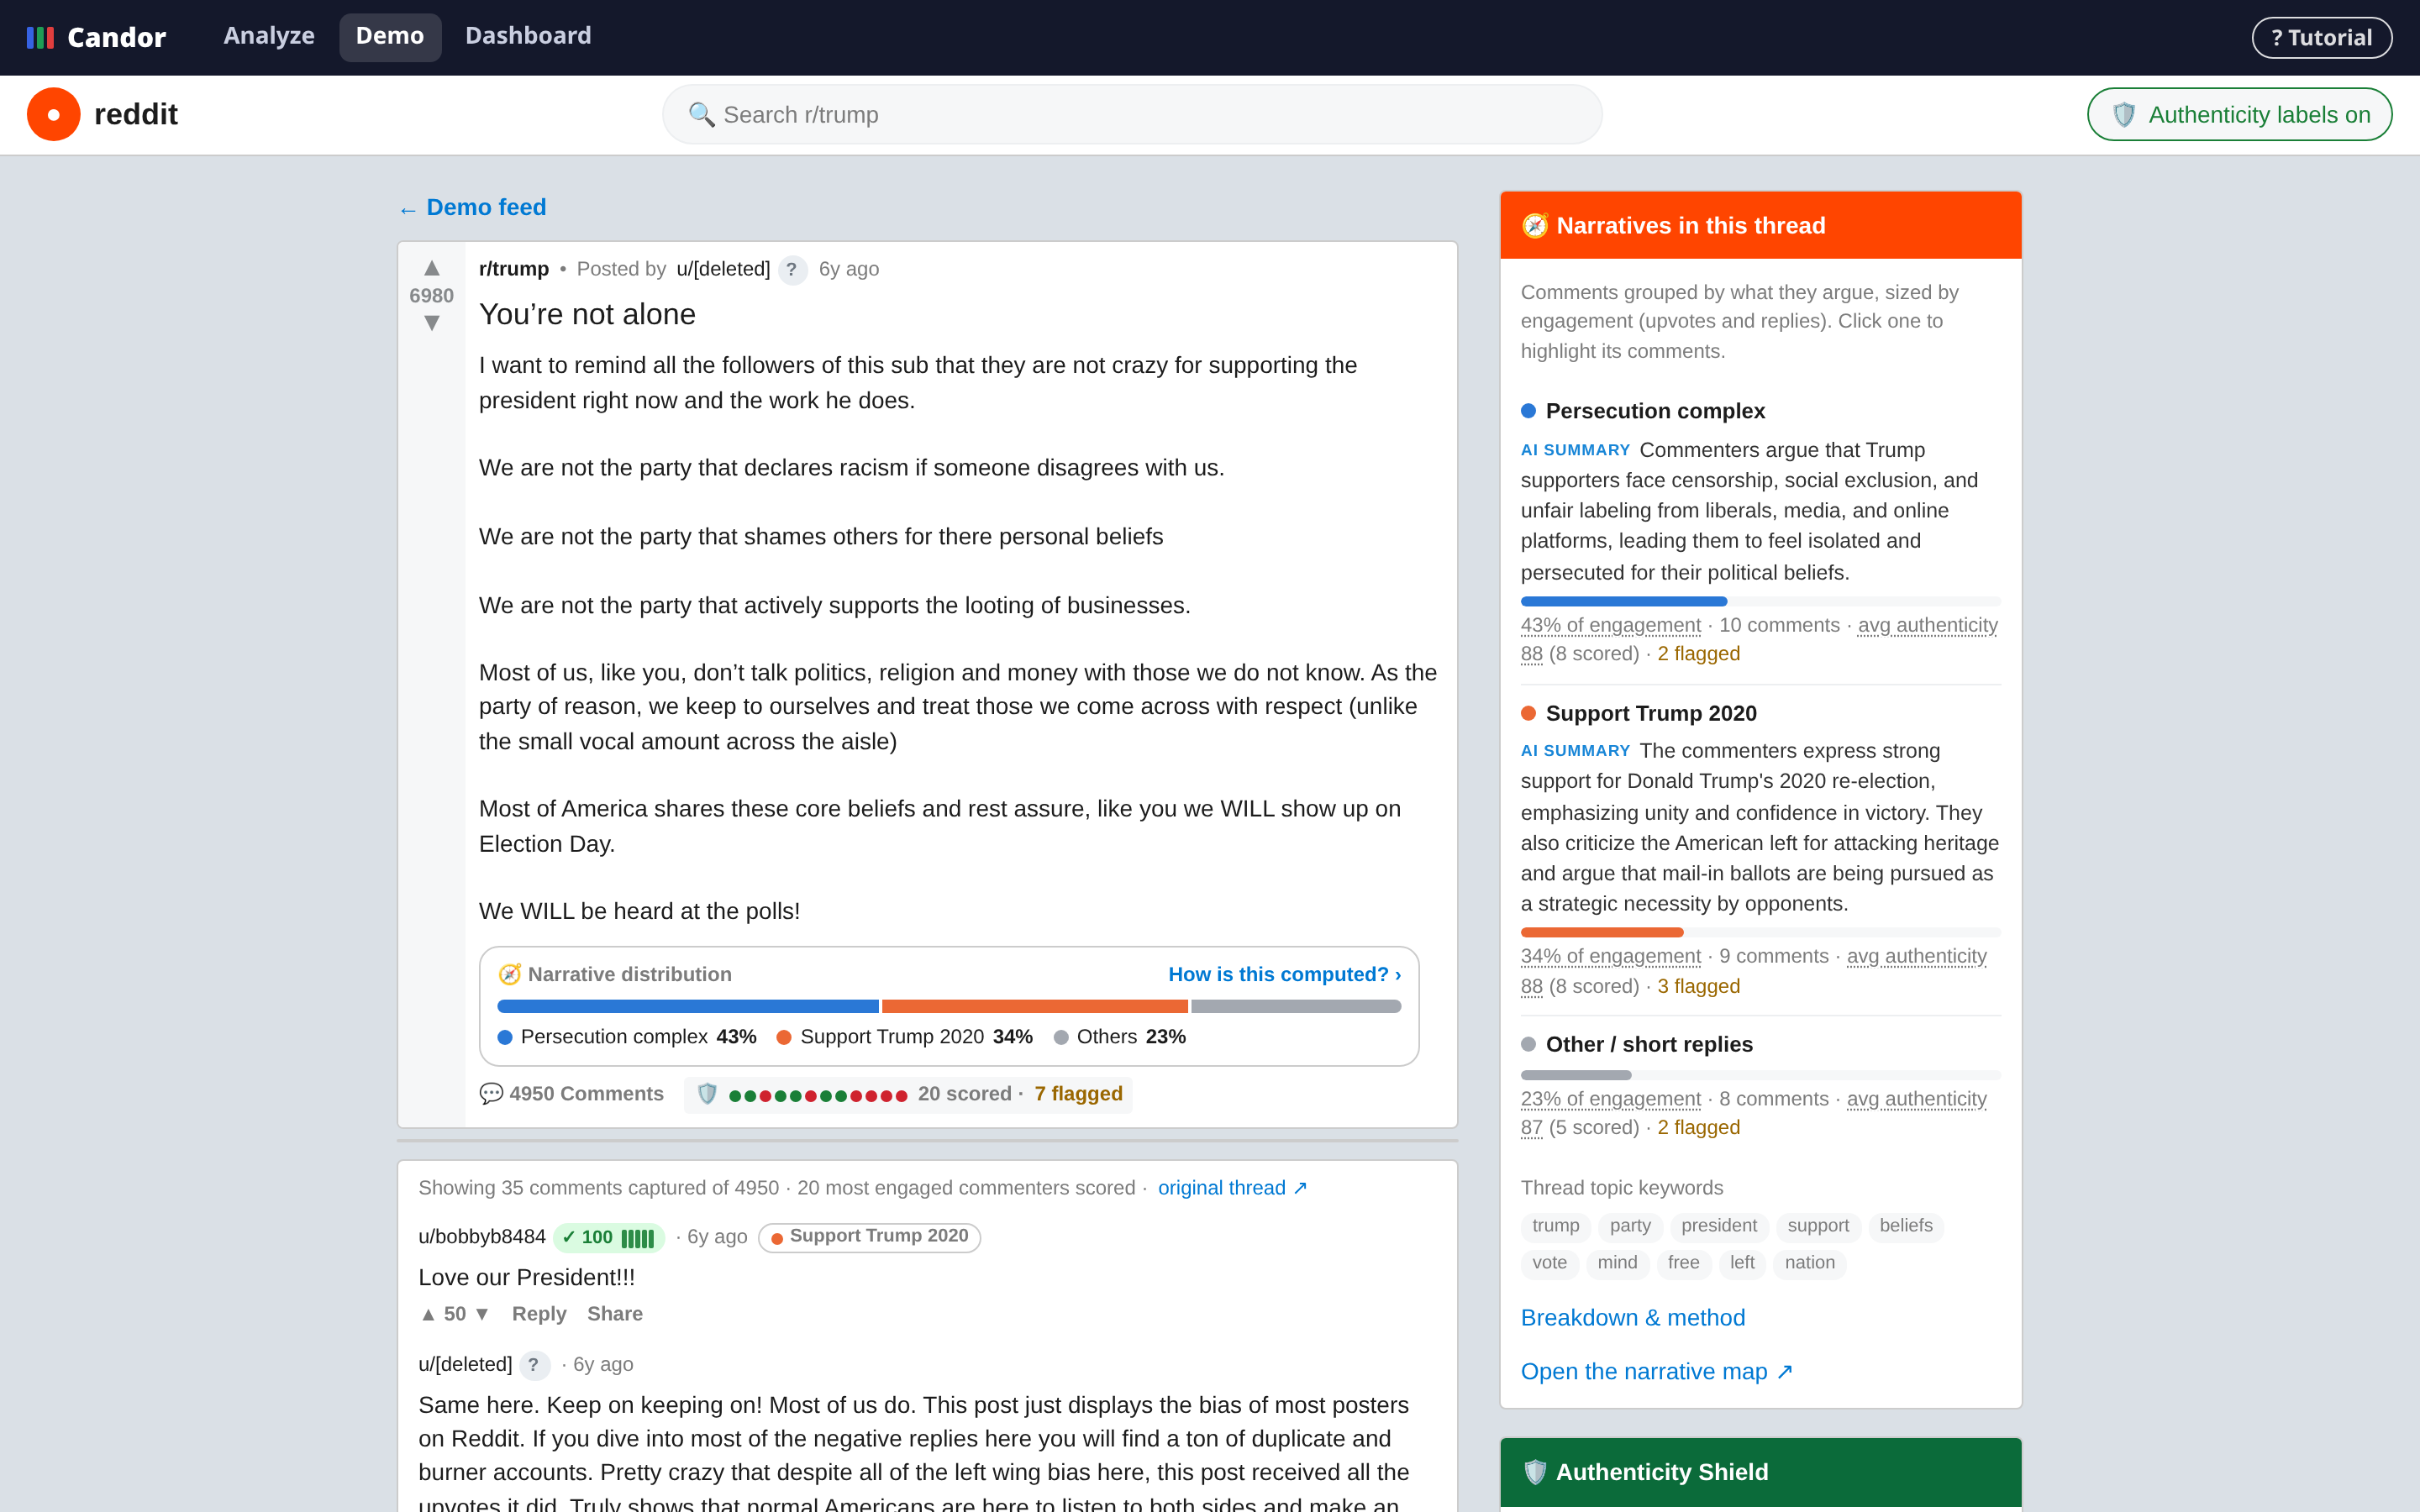 Candor
Analyze
Demo
Dashboard
? Tutorial
reddit
Search r/trump
Authenticity labels on
← Demo feed
6980
r/trump • Posted by u/[deleted] ? 6y ago
You’re not alone
I want to remind all the followers of this sub that they are not crazy for supporting the
president right now and the work he does.
We are not the party that declares racism if someone disagrees with us.
We are not the party that shames others for there personal beliefs
We are not the party that actively supports the looting of businesses.
Most of us, like you, don’t talk politics, religion and money with those we do not know. As the
party of reason, we keep to ourselves and treat those we come across with respect (unlike
the small vocal amount across the aisle)
Most of America shares these core beliefs and rest assure, like you we WILL show up on
Election Day.
We WILL be heard at the polls!
Narrative distribution
How is this computed? ›
Persecution complex 43% Support Trump 2020 34% Others 23%
4950 Comments
20 scored · 7 flagged
Showing 35 comments captured of 4950 · 20 most engaged commenters scored · original thread ↗
u/bobbyb8484 ✓ 100 · 6y ago Support Trump 2020
Love our President!!!
▲ 50 ▼ Reply Share
u/[deleted] ? · 6y ago
Same here. Keep on keeping on! Most of us do. This post just displays the bias of most posters
on Reddit. If you dive into most of the negative replies here you will find a ton of duplicate and
burner accounts. Pretty crazy that despite all of the left wing bias here, this post received all the
upvotes it did. Truly shows that normal Americans are here to listen to both sides and make an
Narratives in this thread
Comments grouped by what they argue, sized by
engagement (upvotes and replies). Click one to
highlight its comments.
Persecution complex
AI SUMMARY Commenters argue that Trump
supporters face censorship, social exclusion, and
unfair labeling from liberals, media, and online
platforms, leading them to feel isolated and
persecuted for their political beliefs.
43% of engagement · 10 comments · avg authenticity
88 (8 scored) · 2 flagged
Support Trump 2020
AI SUMMARY The commenters express strong
support for Donald Trump's 2020 re-election,
emphasizing unity and confidence in victory. They
also criticize the American left for attacking heritage
and argue that mail-in ballots are being pursued as
a strategic necessity by opponents.
34% of engagement · 9 comments · avg authenticity
88 (8 scored) · 3 flagged
Other / short replies
23% of engagement · 8 comments · avg authenticity
87 (5 scored) · 2 flagged
Thread topic keywords
trump party president support beliefs
vote mind free left nation
Breakdown & method
Open the narrative map ↗
Authenticity Shield